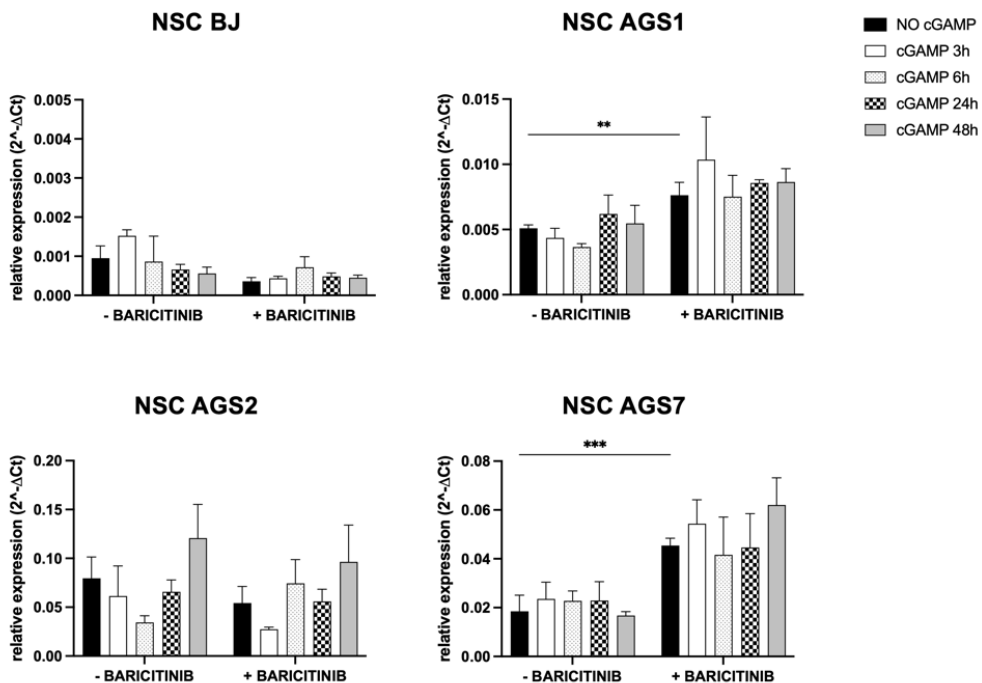 NSC BJ
relative expression (2^-ΔCt)
0.005
0.004
0.003
0.002
0.001
0.000
- BARICITINIB
+ BARICITINIB
NSC AGS1
relative expression (2^-ΔCt)
0.015
0.010
0.005
0.000
**
- BARICITINIB
+ BARICITINIB
NO cGAMP
cGAMP 3h
cGAMP 6h
cGAMP 24h
cGAMP 48h
NSC AGS2
relative expression (2^-ΔCt)
0.20
0.15
0.10
0.05
0.00
- BARICITINIB
+ BARICITINIB
NSC AGS7
relative expression (2^-ΔCt)
0.08
0.06
0.04
0.02
0.00
***
- BARICITINIB
+ BARICITINIB